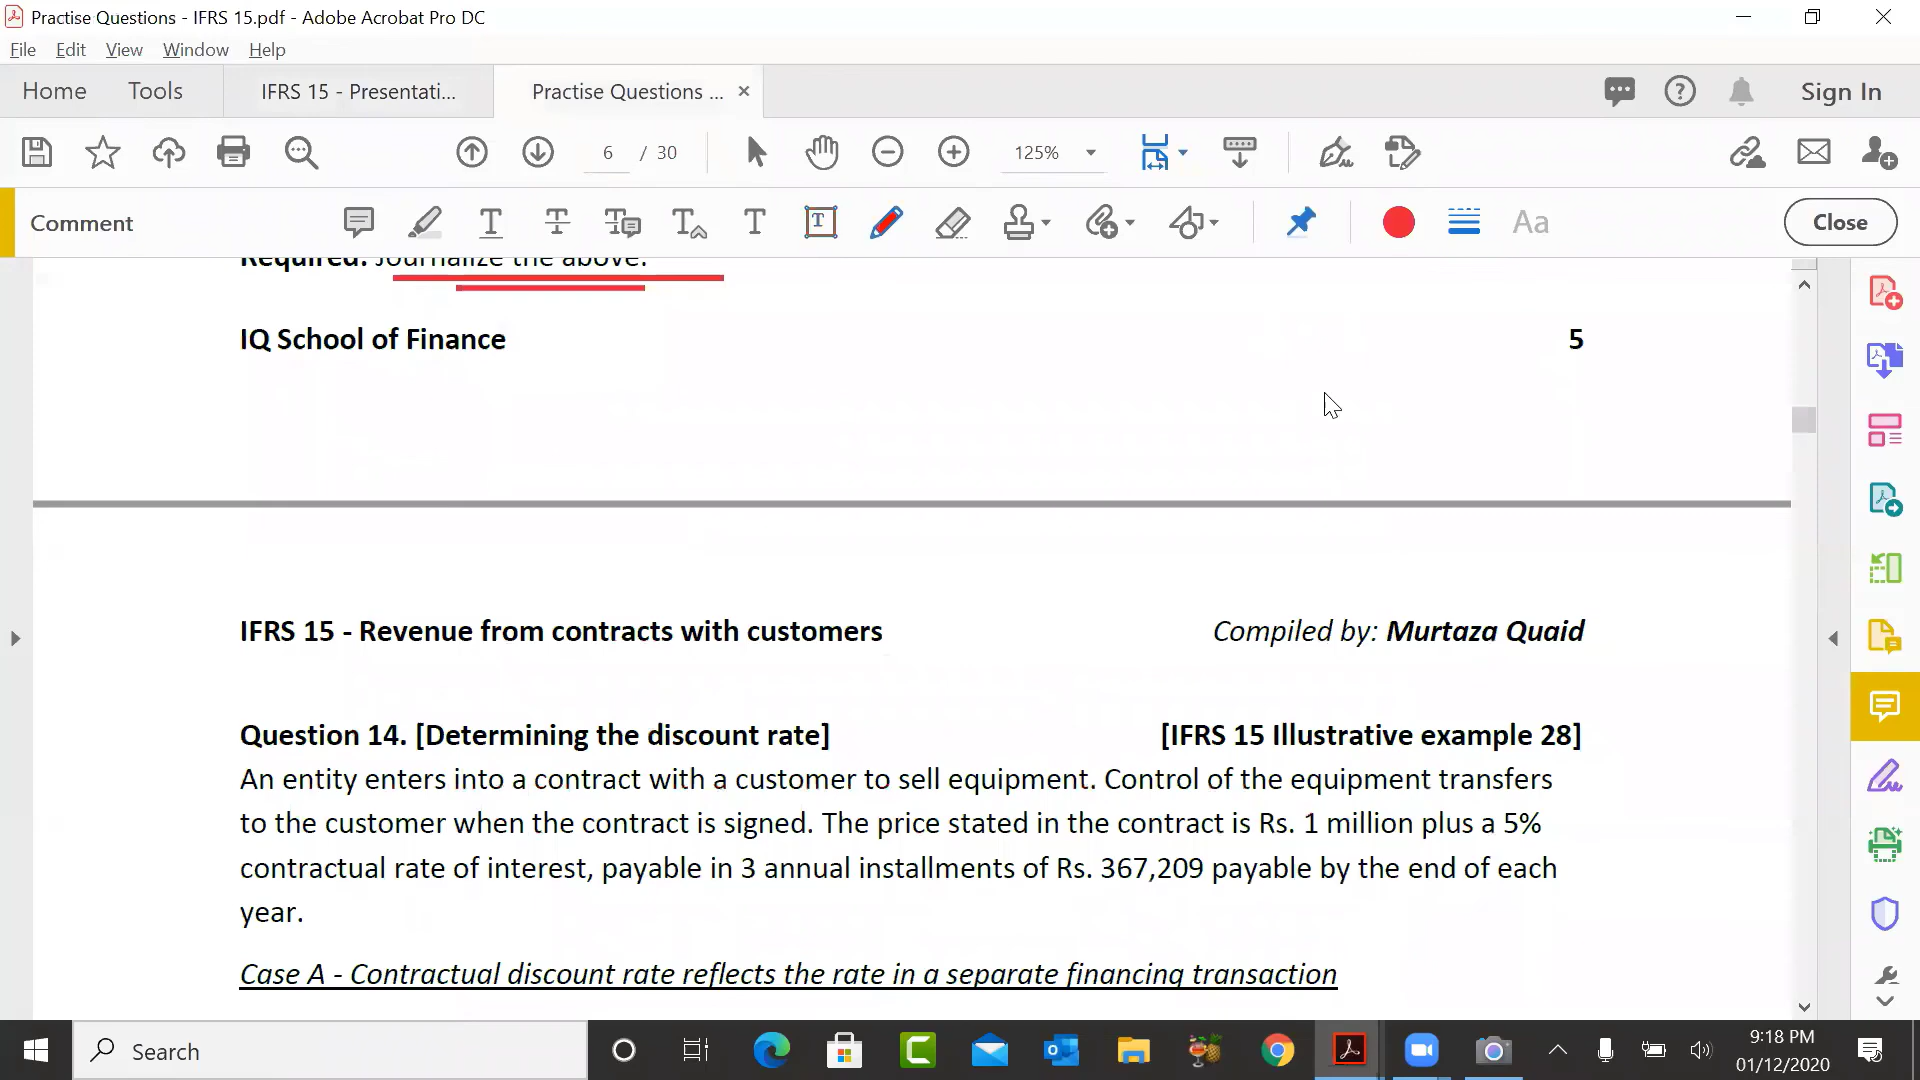 Practise Questions - IFRS 15.pdf - Adobe Acrobat Pro DC
File Edit View Window Help
Home Tools IFRS 15 - Presentati... Practise Questions ... × Sign In
6 / 30 125%
Comment Aa Close
Required: Journalize the above.
IQ School of Finance 5
IFRS 15 - Revenue from contracts with customers Compiled by: Murtaza Quaid
Question 14. [Determining the discount rate] [IFRS 15 Illustrative example 28]
An entity enters into a contract with a customer to sell equipment. Control of the equipment transfers
to the customer when the contract is signed. The price stated in the contract is Rs. 1 million plus a 5%
contractual rate of interest, payable in 3 annual installments of Rs. 367,209 payable by the end of each
year.
Case A - Contractual discount rate reflects the rate in a separate financing transaction
Search
9:18 PM
01/12/2020